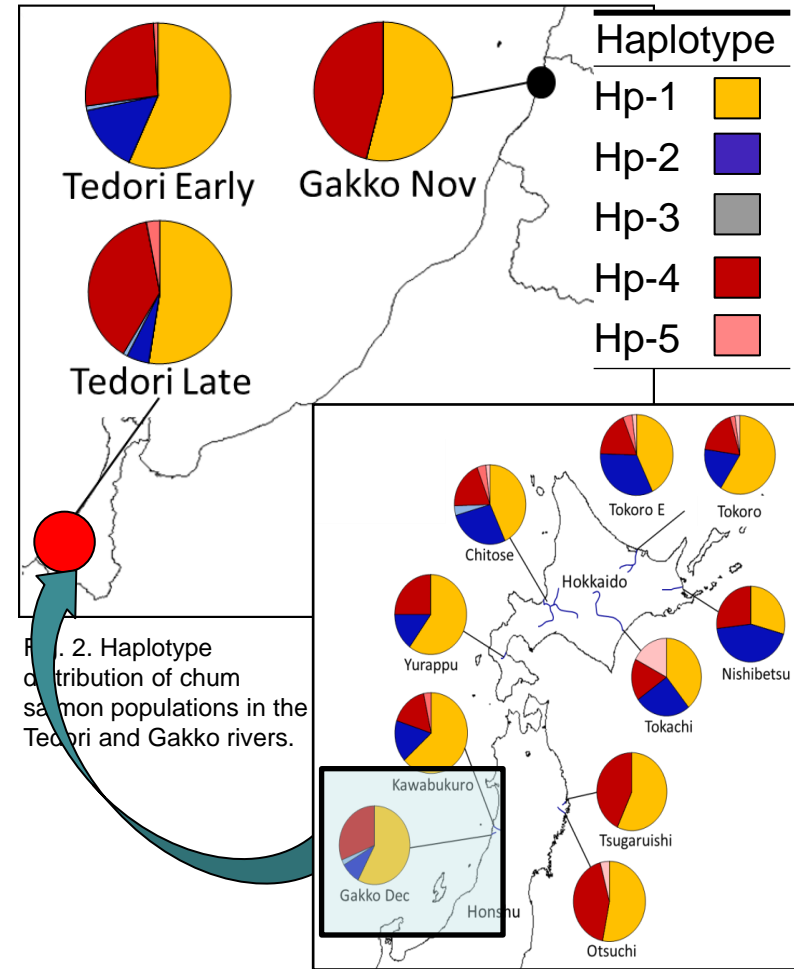 Haplotype
Hp-1
Hp-2
Hp-3
Hp-4
Hp-5
Tedori Early
Gakko Nov
Tedori Late
2. Haplotype
of chum
salmon populations in the
Tedori and Gakko rivers.
Tokoro E
Tokoro
Chitose
Hokkaido
Yurappu
Nishibetsu
Tokachi
Kawabukuro
Tsugaruishi
Gakko Dec
Honshu
Otsuchi